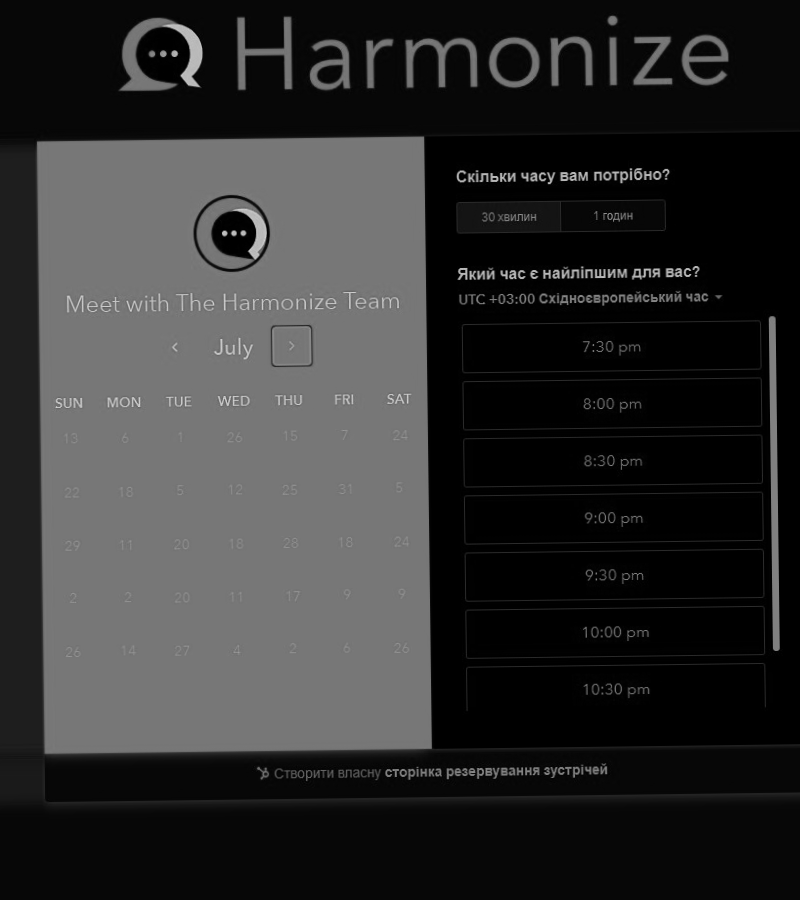 Harmonize
Meet with The Harmonize Team
July
SUN MON TUE WED THU FRI SAT
13 6 1 26 15 7 24
22 18 5 12 25 31 5
29 11 20 18 28 18 24
2 2 20 11 17 9 9
26 14 27 4 2 6 26
Скільки часу вам потрібно?
30 хвилин 1 годин
Який час є найліпшим для вас?
UTC +03:00 Східноєвропейський час
7:30 pm
8:00 pm
8:30 pm
9:00 pm
9:30 pm
10:00 pm
10:30 pm
Створити власну сторінка резервування зустрічей